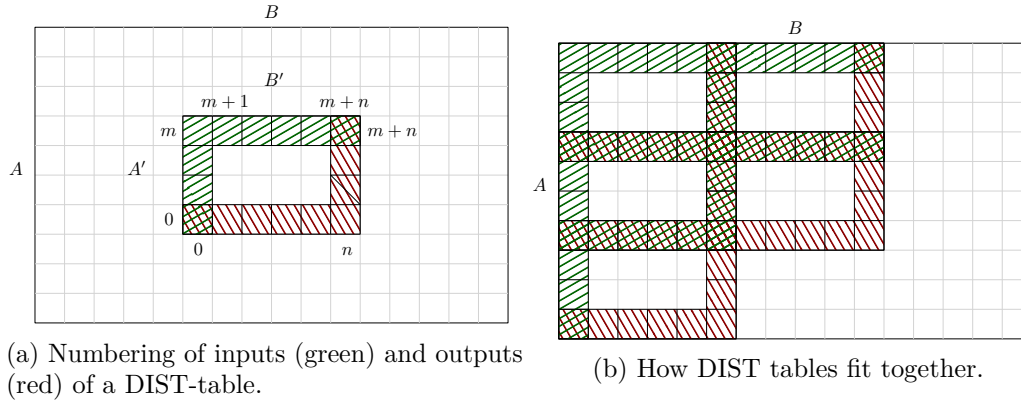 B
B′
m + 1
m + n
m
m + n
A
A′
0
0
n
(a) Numbering of inputs (green) and outputs
(red) of a DIST-table.
B
A
(b) How DIST tables fit together.